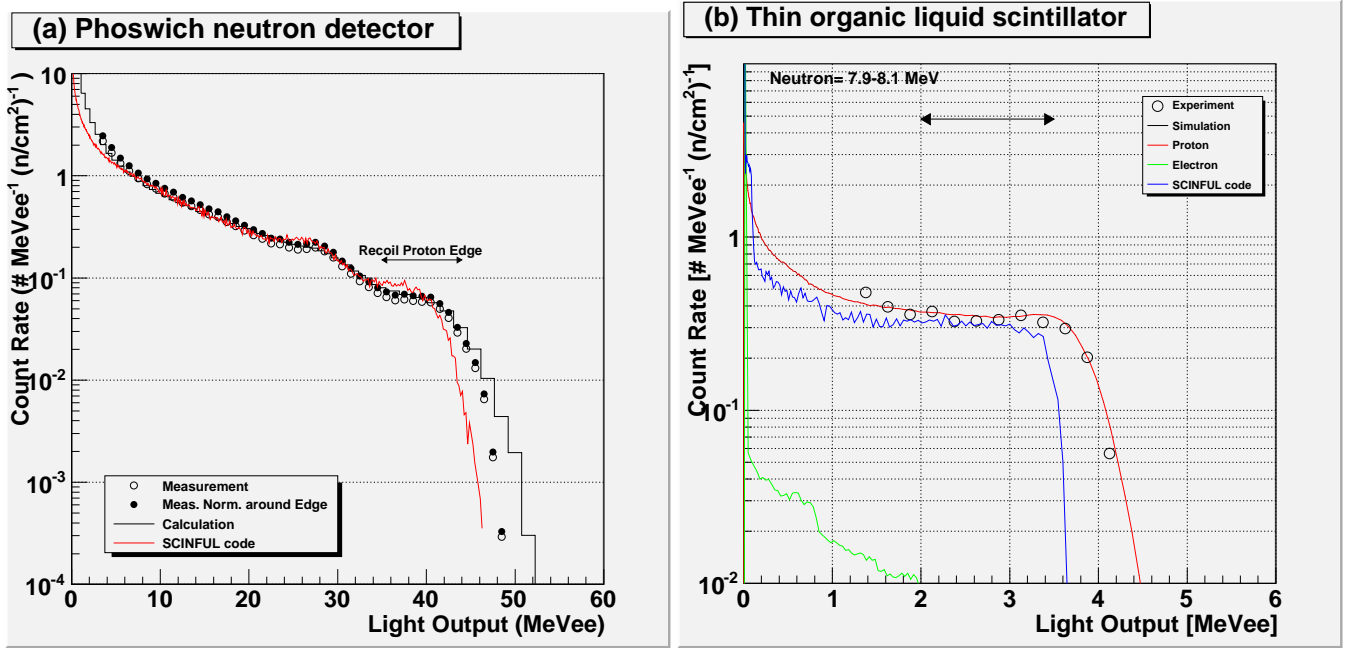 (a) Phoswich neutron detector
Count Rate (# MeVee-1 (n/cm2)-1 )
10
1
10-1
10-2
10-3
10-4
Recoil Proton Edge
Measurement
Meas. Norm. around Edge
Calculation
SCINFUL code
0 10 20 30 40 50 60
Light Output (MeVee)
(b) Thin organic liquid scintillator
Count Rate [# MeVee-1 (n/cm2)-1]
Neutron= 7.9-8.1 MeV
Experiment
Simulation
Proton
Electron
SCINFUL code
1
10-1
10-2
0 1 2 3 4 5 6
Light Output [MeVee]